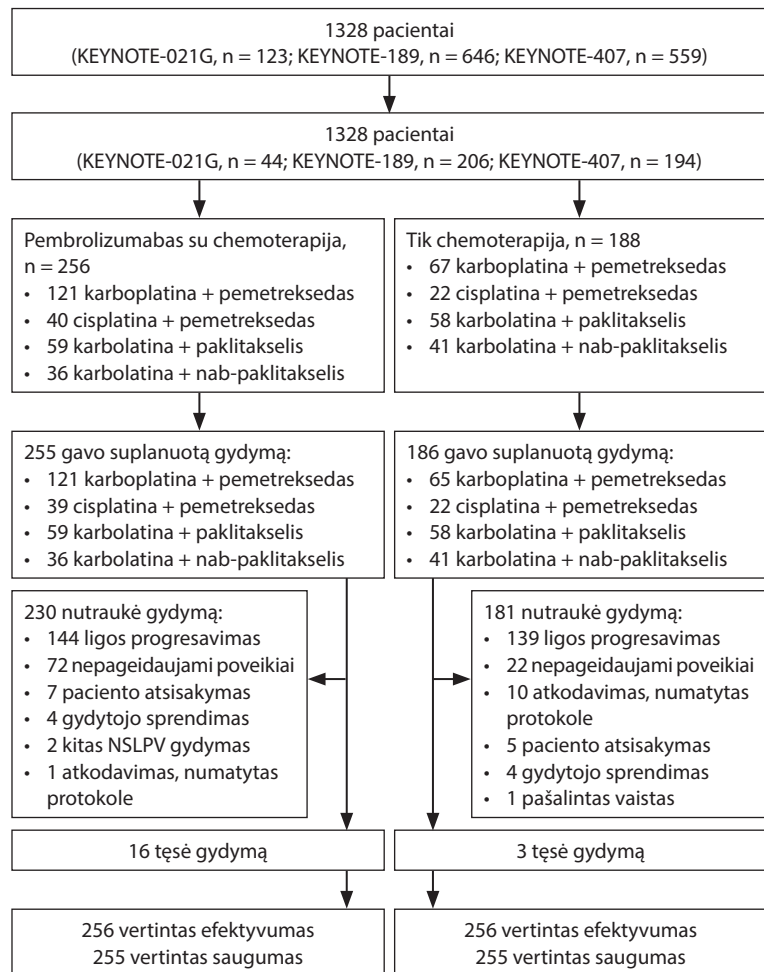 1328 pacientai
(KEYNOTE-021G, n = 123; KEYNOTE-189, n = 646; KEYNOTE-407, n = 559)
1328 pacientai
(KEYNOTE-021G, n = 44; KEYNOTE-189, n = 206; KEYNOTE-407, n = 194)
Pembrolizumabas su chemoterapija,
n = 256
• 121 karboplatina + pemetreksedas
• 40 cisplatina + pemetreksedas
• 59 karbolatina + paklitakselis
• 36 karbolatina + nab-paklitakselis
Tik chemoterapija, n = 188
• 67 karboplatina + pemetreksedas
• 22 cisplatina + pemetreksedas
• 58 karbolatina + paklitakselis
• 41 karbolatina + nab-paklitakselis
255 gavo suplanuotą gydymą:
• 121 karboplatina + pemetreksedas
• 39 cisplatina + pemetreksedas
• 59 karbolatina + paklitakselis
• 36 karbolatina + nab-paklitakselis
186 gavo suplanuotą gydymą:
• 65 karboplatina + pemetreksedas
• 22 cisplatina + pemetreksedas
• 58 karbolatina + paklitakselis
• 41 karbolatina + nab-paklitakselis
230 nutraukė gydymą:
• 144 ligos progresavimas
• 72 nepageidaujami poveikiai
• 7 paciento atsisakymas
• 4 gydytojo sprendimas
• 2 kitas NSLPV gydymas
• 1 atkodavimas, numatytas
protokole
181 nutraukė gydymą:
• 139 ligos progresavimas
• 22 nepageidaujami poveikiai
• 10 atkodavimas, numatytas
protokole
• 5 paciento atsisakymas
• 4 gydytojo sprendimas
• 1 pašalintas vaistas
16 tęsė gydymą
3 tęsė gydymą
256 vertintas efektyvumas
255 vertintas saugumas
256 vertintas efektyvumas
255 vertintas saugumas